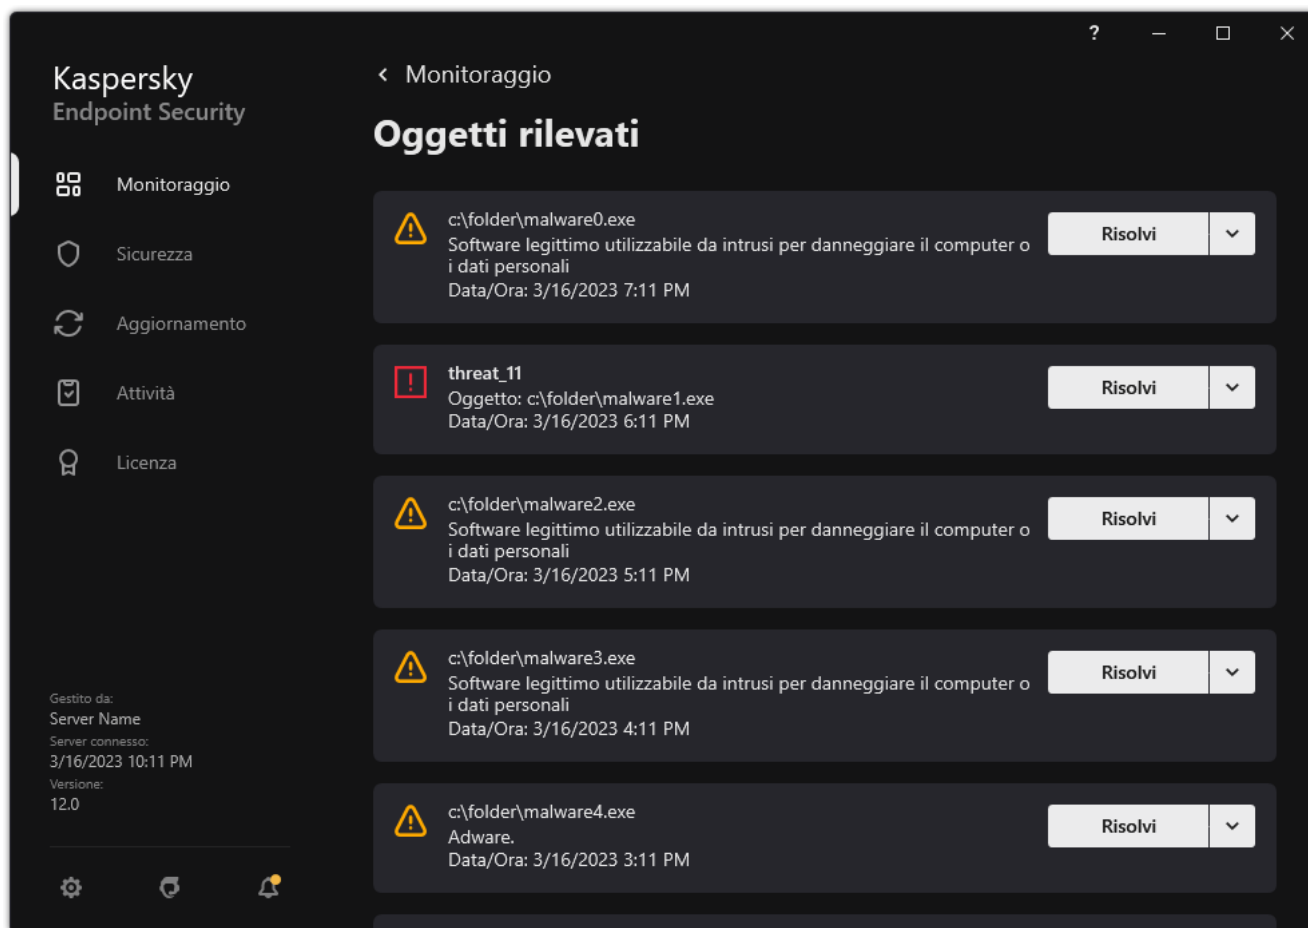 ?
Kaspersky
Endpoint Security
Monitoraggio
Sicurezza
Aggiornamento
Attività
Licenza
Gestito da:
Server Name
Server connesso:
3/16/2023 10:11 PM
Versione:
12.0
Monitoraggio
Oggetti rilevati
c:\folder\malware0.exe
Software legittimo utilizzabile da intrusi per danneggiare il computer o
i dati personali
Data/Ora: 3/16/2023 7:11 PM
Risolvi
threat_11
Oggetto: c:\folder\malware1.exe
Data/Ora: 3/16/2023 6:11 PM
Risolvi
c:\folder\malware2.exe
Software legittimo utilizzabile da intrusi per danneggiare il computer o
i dati personali
Data/Ora: 3/16/2023 5:11 PM
Risolvi
c:\folder\malware3.exe
Software legittimo utilizzabile da intrusi per danneggiare il computer o
i dati personali
Data/Ora: 3/16/2023 4:11 PM
Risolvi
c:\folder\malware4.exe
Adware.
Data/Ora: 3/16/2023 3:11 PM
Risolvi